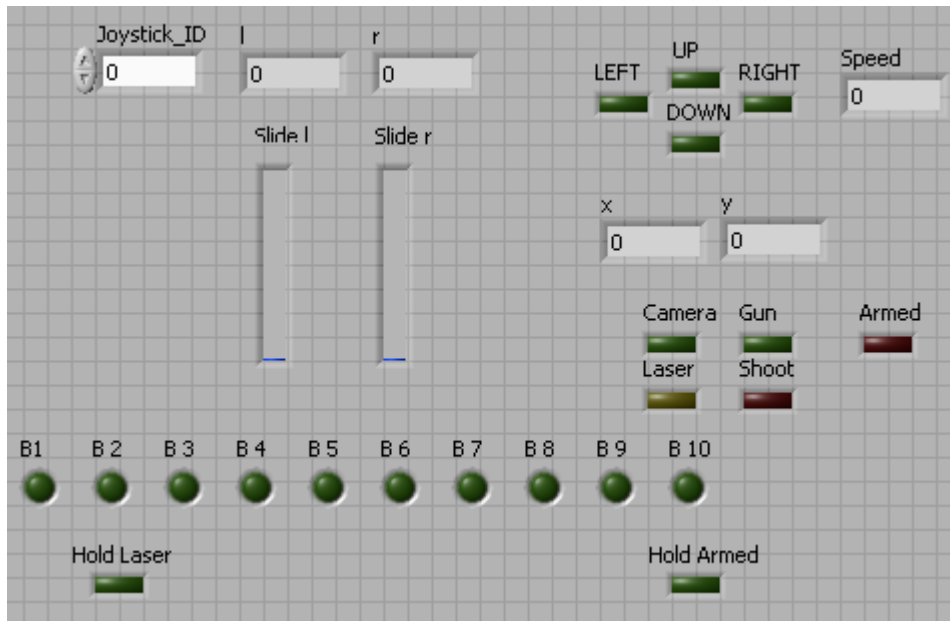 Joystick_ID l r
0 0 0
UP
LEFT RIGHT
DOWN
Speed
0
Slide l Slide r
x y
0 0
Camera Gun Armed
Laser Shoot
B1 B 2 B 3 B 4 B 5 B 6 B 7 B 8 B 9 B 10
Hold Laser Hold Armed